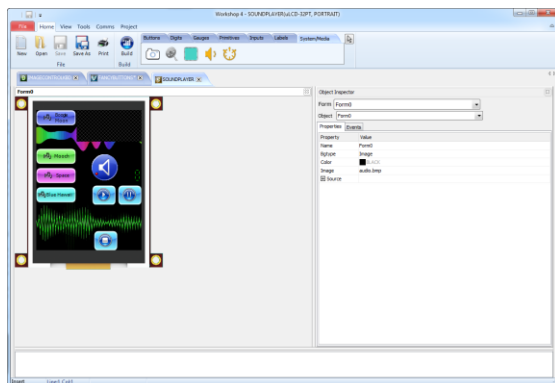 Workshop 4 - SOUNDPLAYER(uLCD-32PT, PORTRAIT)
File Home View Tools Comms Project
New Open Save Save As Print Build
File Build
Buttons Digits Gauges Primitives Inputs Labels System/Media
SOUNDPLAYER
Form0
Object Inspector
Form Form0
Object Form0
Properties Events
Property Value
Name Form0
Bgtype Image
Color BLACK
Image audio.bmp
Source